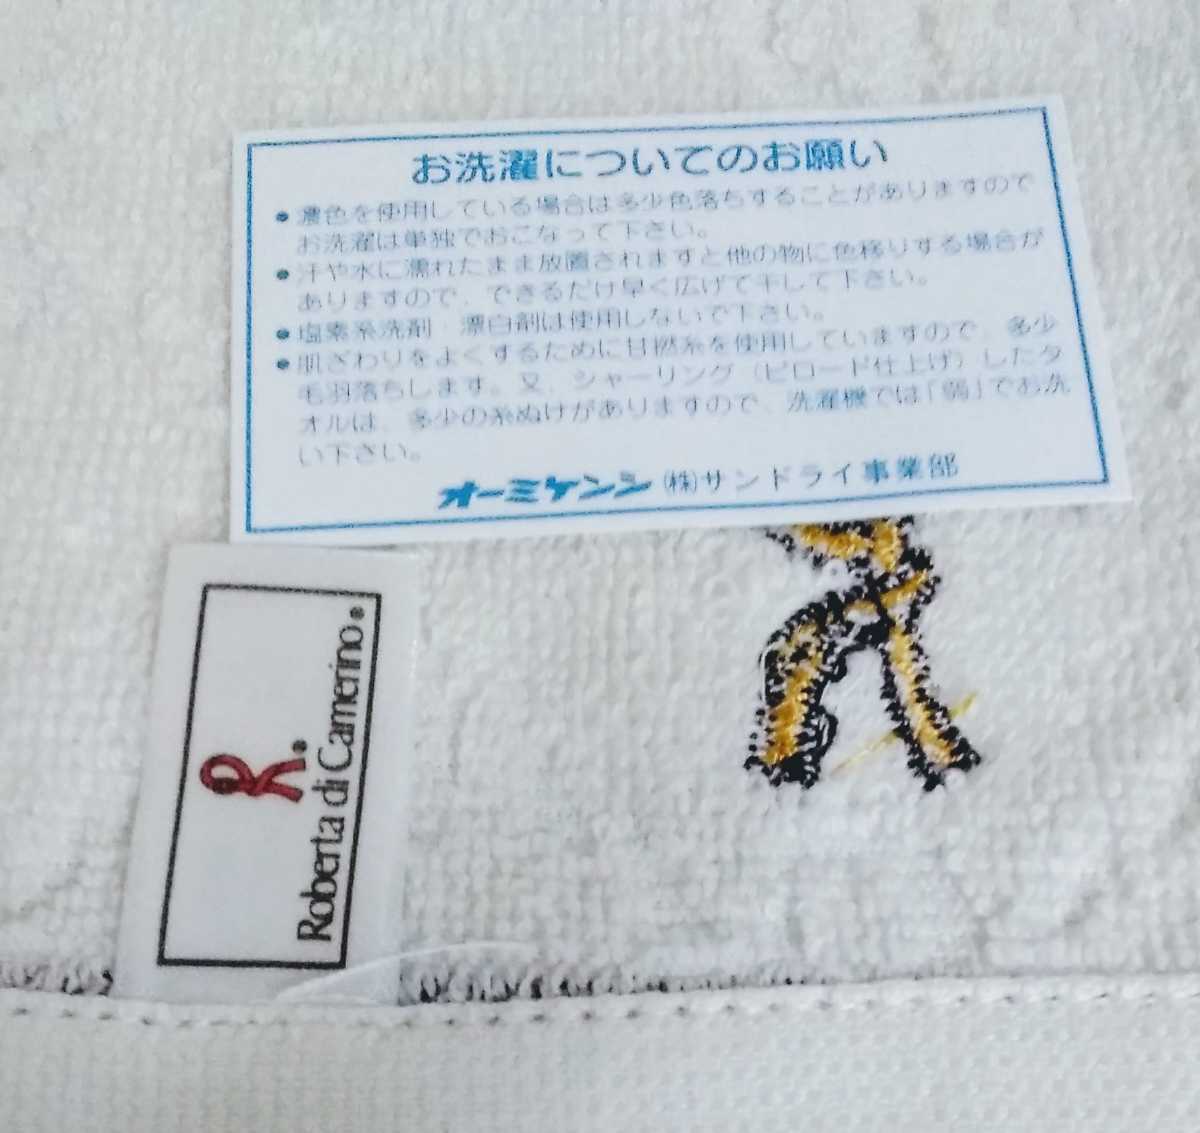 お洗濯についてのお願い
●濃色を使用している場合は多少色落ちすることがありますので
お洗濯は単独でおこなって下さい。
●汗や水に濡れたまま放置されますと他の物に色移りする場合が
ありますので、できるだけ早く広げて干して下さい。
●塩素系洗剤・漂白剤は使用しないで下さい。
●肌ざわりをよくするために甘撚糸を使用していますので、多少
毛羽落ちします。又、シャーリング（ビロード仕上げ）したタ
オルは、多少の糸ぬけがありますので、洗濯機では「弱」でお洗
い下さい。
オーミケンシ㈱サンドライ事業部
R®
Roberta di Camerino®